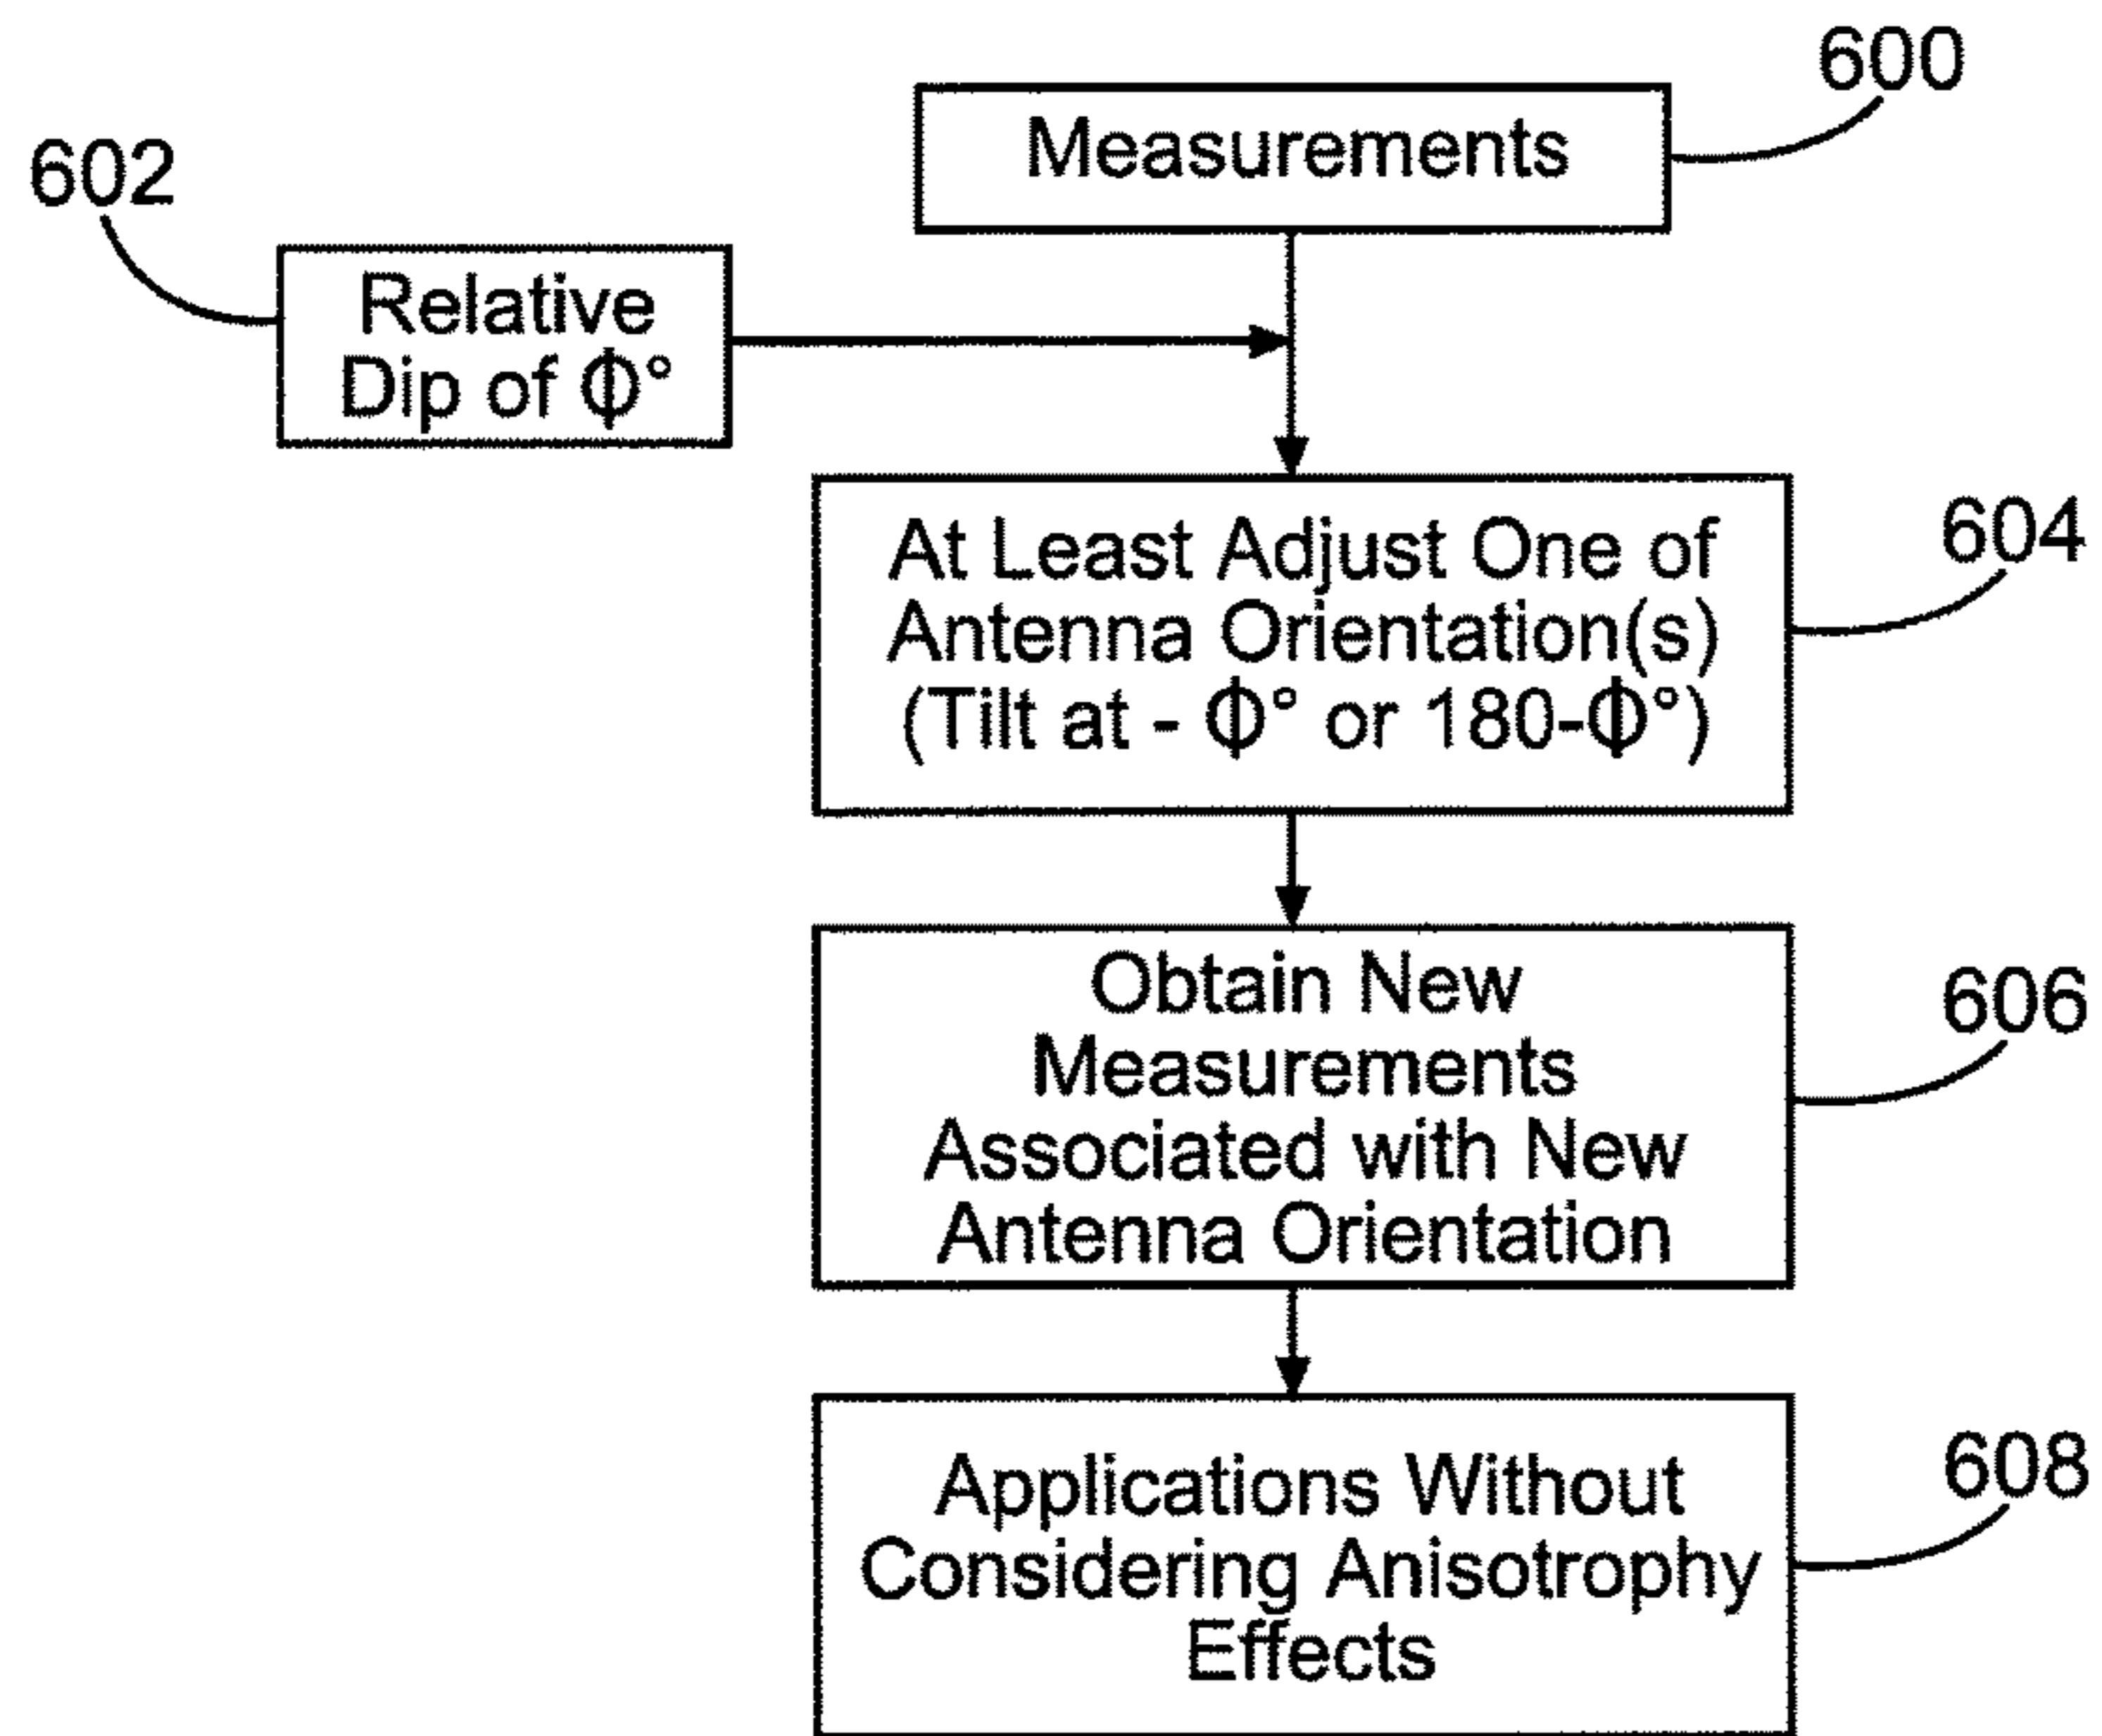 600
Measurements
602
Relative
Dip of Φ°
At Least Adjust One of
Antenna Orientation(s)
(Tilt at - Φ° or 180-Φ°)
604
Obtain New
Measurements
Associated with New
Antenna Orientation
606
Applications Without
Considering Anisotrophy
Effects
608